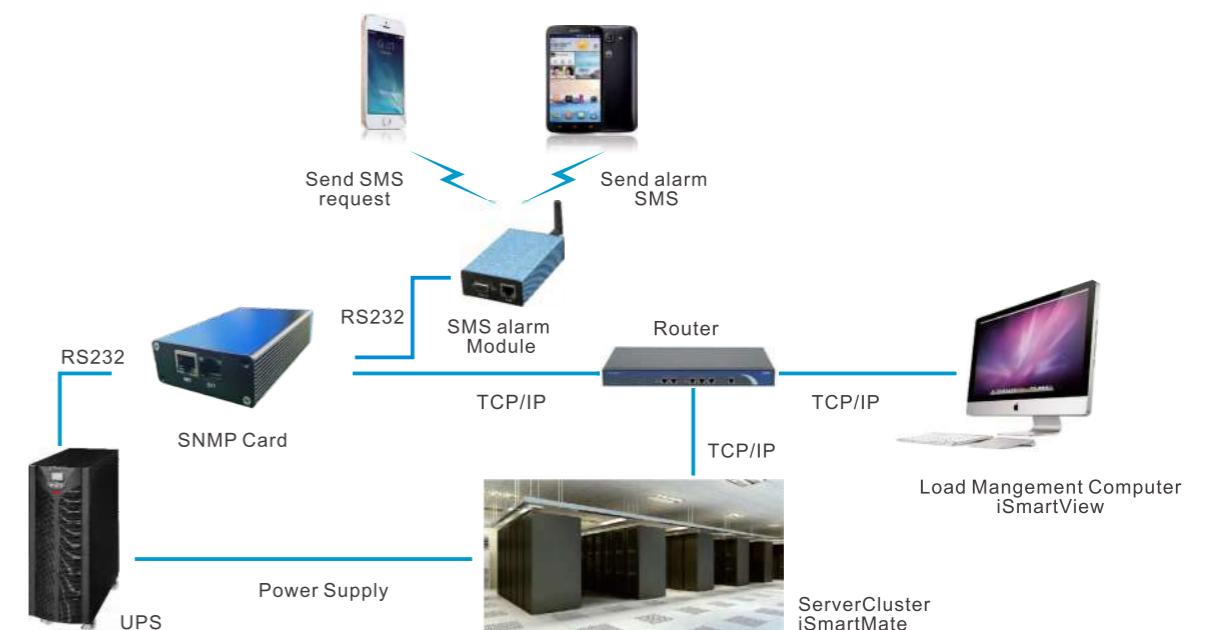 Send SMS
request
Send alarm
SMS
RS232
SMS alarm
Module
Router
RS232
TCP/IP
TCP/IP
SNMP Card
TCP/IP
Load Mangement Computer
iSmartView
Power Supply
ServerCluster
iSmartMate
UPS